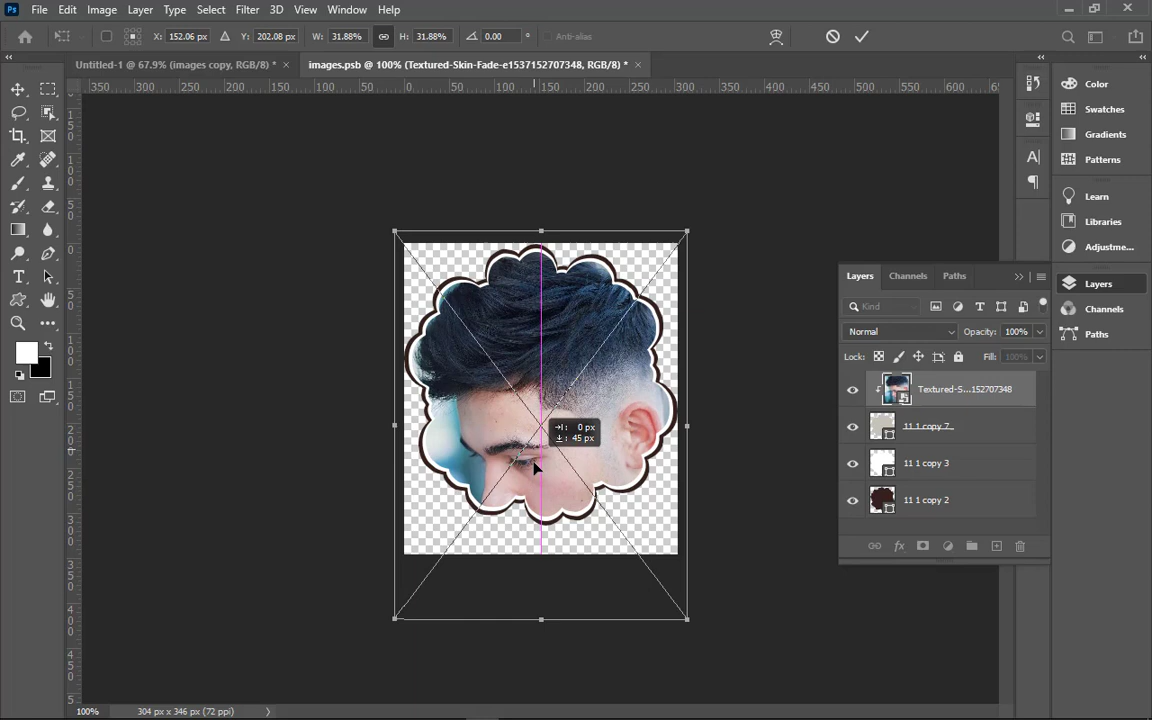 Ps File Edit Image Layer Type Select Filter 3D View Window Help
X: 152.06 px Y: 202.08 px W: 31.88% H: 31.88% 0.00 ° Anti-alias
Untitled-1 @ 67.9% (images copy, RGB/8) * × images.psb @ 100% (Textured-Skin-Fade-e1537152707348, RGB/8) * ×
350 300 250 200 150 100 50 0 50 100 150 200 250 300 350 400 450 500 550 600
Color
Swatches
Gradients
Patterns
Learn
Libraries
Adjustme...
Layers
Channels
Paths
Layers Channels Paths
Kind
Normal Opacity: 100%
Lock: Fill: 100%
Textured-S...152707348
11 1 copy 7
11 1 copy 3
11 1 copy 2
fx
: 0 px
: 45 px
100% 304 px x 346 px (72 ppi)